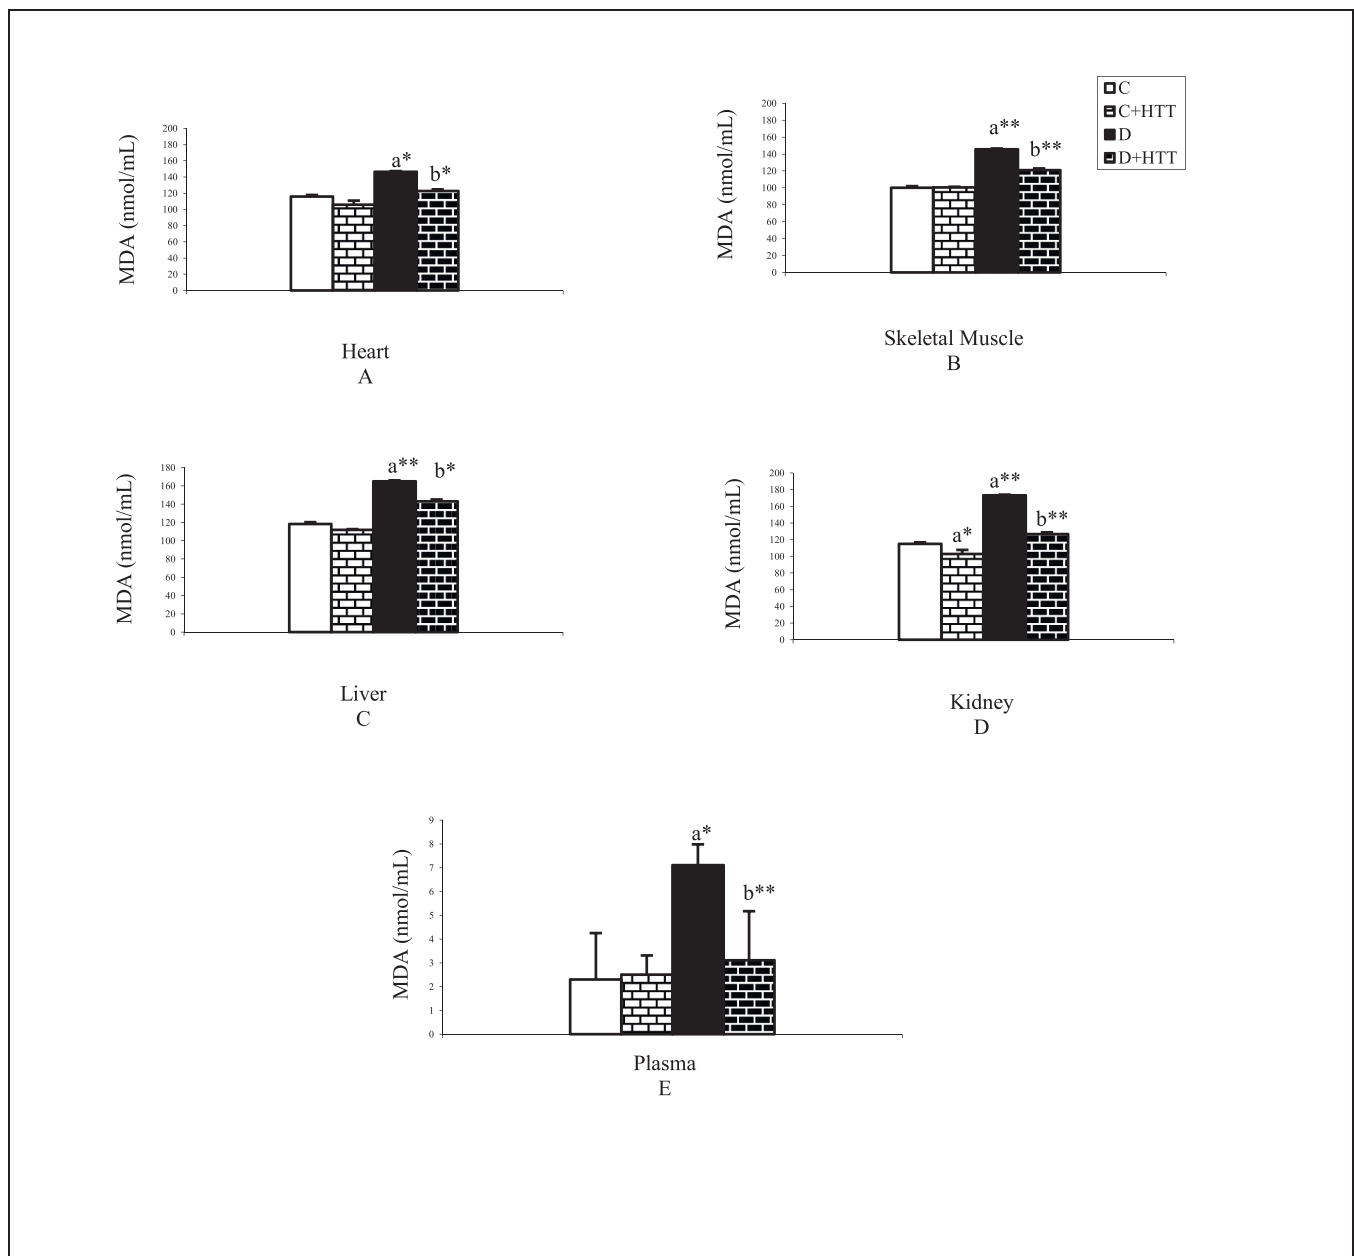 C
C+HTT
D
D+HTT
MDA (nmol/mL)
200
180
160
140
120
100
80
60
40
20
0
a*
b*
Heart
A
MDA (nmol/mL)
200
180
160
140
120
100
80
60
40
20
0
a**
b**
Skeletal Muscle
B
MDA (nmol/mL)
180
160
140
120
100
80
60
40
20
0
a**
b*
Liver
C
MDA (nmol/mL)
200
180
160
140
120
100
80
60
40
20
0
a*
a**
b**
Kidney
D
MDA (nmol/mL)
9
8
7
6
5
4
3
2
1
0
a*
b**
Plasma
E